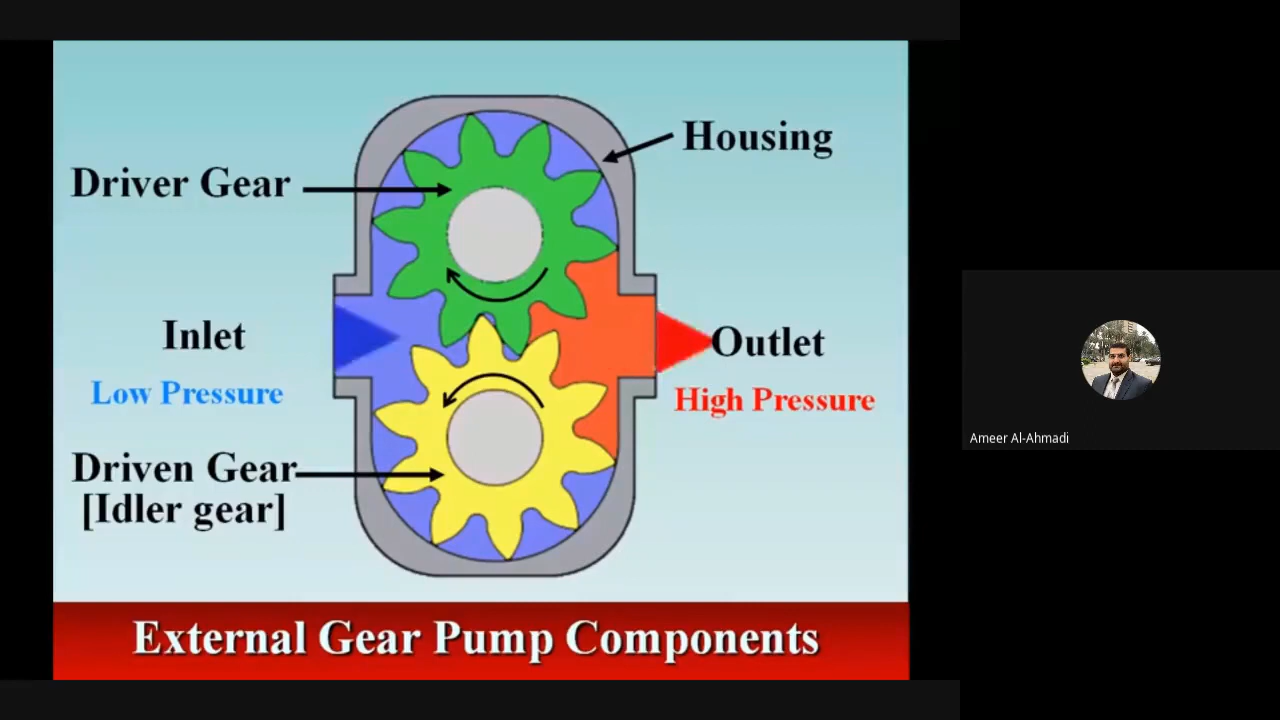 Housing
Driver Gear
Inlet
Outlet
Low Pressure
High Pressure
Driven Gear
[Idler gear]
Ameer Al-Ahmadi
External Gear Pump Components